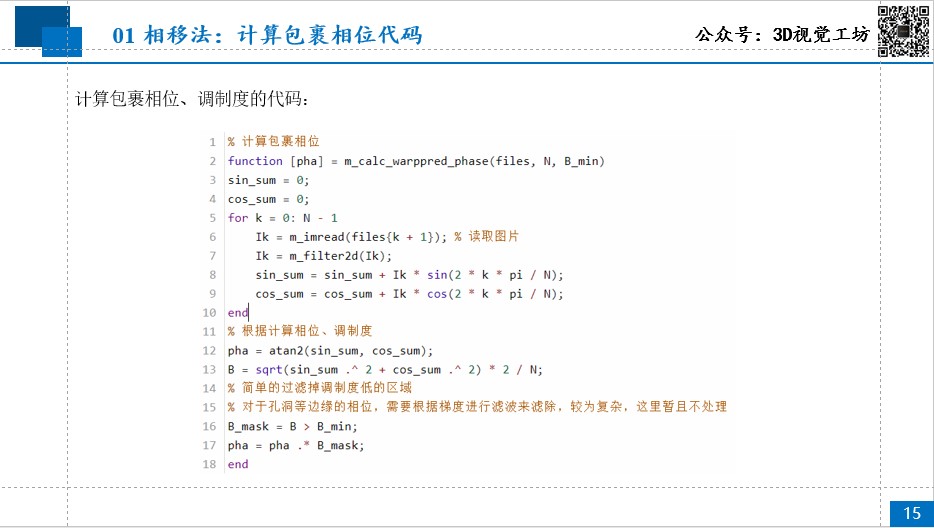 01 相移法：计算包裹相位代码
公众号：3D视觉工坊
计算包裹相位、调制度的代码：
1 % 计算包裹相位
2 function [pha] = m_calc_warppred_phase(files, N, B_min)
3 sin_sum = 0;
4 cos_sum = 0;
5 for k = 0: N - 1
6     Ik = m_imread(files{k + 1}); % 读取图片
7     Ik = m_filter2d(Ik);
8     sin_sum = sin_sum + Ik * sin(2 * k * pi / N);
9     cos_sum = cos_sum + Ik * cos(2 * k * pi / N);
10 end
11 % 根据计算相位、调制度
12 pha = atan2(sin_sum, cos_sum);
13 B = sqrt(sin_sum .^ 2 + cos_sum .^ 2) * 2 / N;
14 % 简单的过滤掉调制度低的区域
15 % 对于孔洞等边缘的相位，需要根据梯度进行滤波来滤除，较为复杂，这里暂且不处理
16 B_mask = B > B_min;
17 pha = pha .* B_mask;
18 end
15